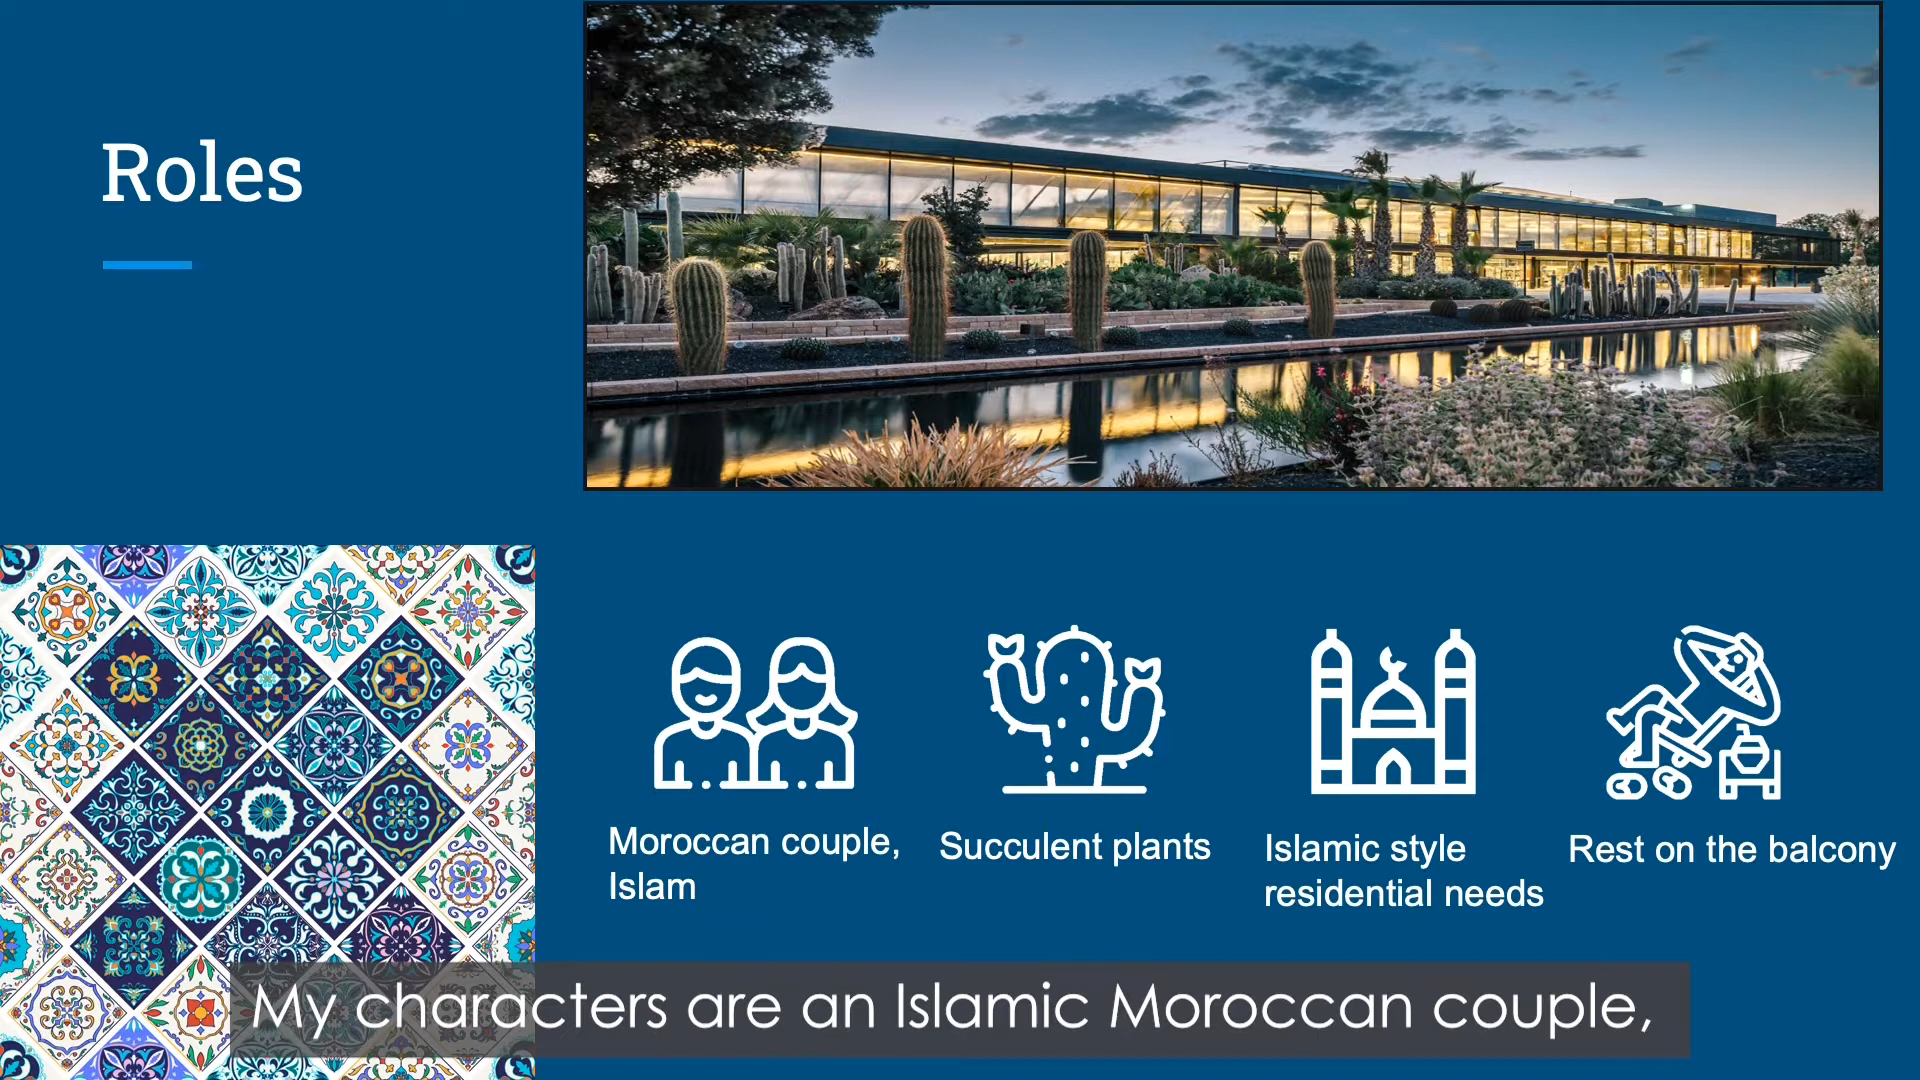 Roles
Moroccan couple,
Islam
Succulent plants
Islamic style
residential needs
Rest on the balcony
My characters are an Islamic Moroccan couple,